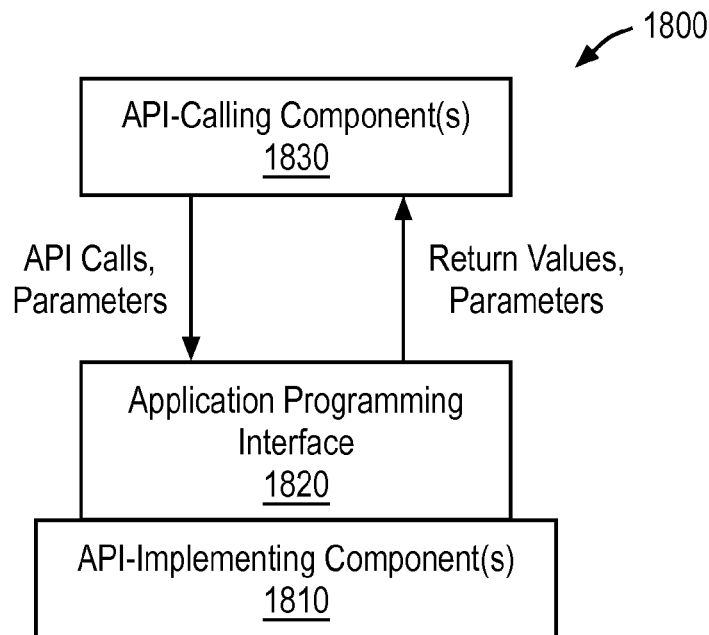 1800
API-Calling Component(s)
1830
API Calls,
Parameters
Return Values,
Parameters
Application Programming
Interface
1820
API-Implementing Component(s)
1810